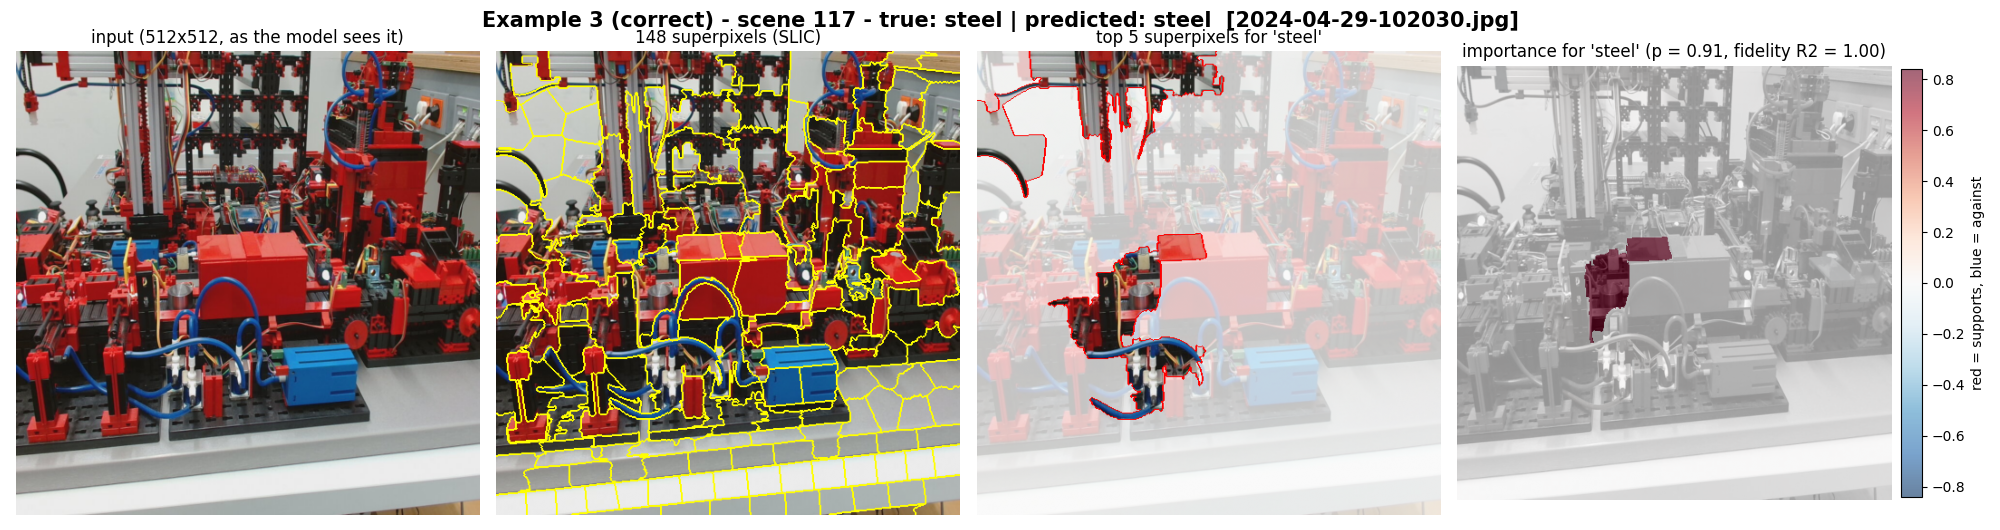 Example 3 (correct) - scene 117 - true: steel | predicted: steel  [2024-04-29-102030.jpg]
input (512x512, as the model sees it)
148 superpixels (SLIC)
top 5 superpixels for 'steel'
importance for 'steel' (p = 0.91, fidelity R2 = 1.00)
0.8
0.6
0.4
0.2
0.0
−0.2
−0.4
−0.6
−0.8
red = supports, blue = against